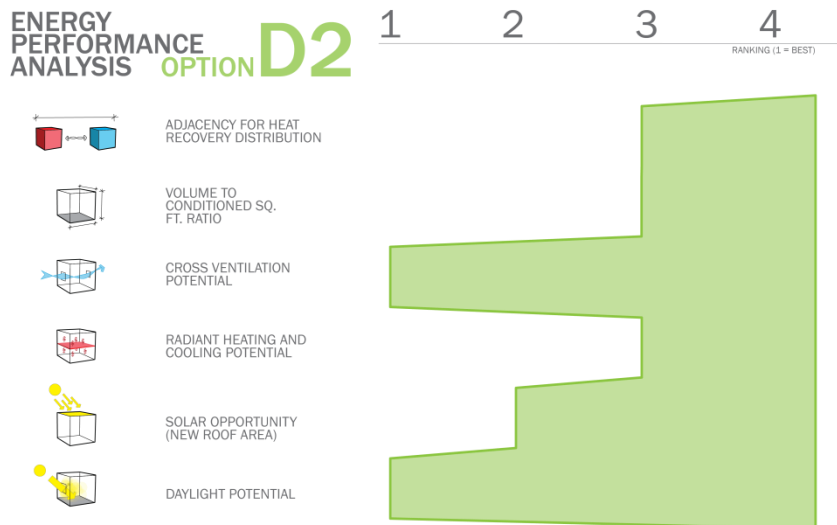 ENERGY
PERFORMANCE
ANALYSIS OPTION D2
1 2 3 4
RANKING (1 = BEST)
ADJACENCY FOR HEAT
RECOVERY DISTRIBUTION
VOLUME TO
CONDITIONED SQ.
FT. RATIO
CROSS VENTILATION
POTENTIAL
RADIANT HEATING AND
COOLING POTENTIAL
SOLAR OPPORTUNITY
(NEW ROOF AREA)
DAYLIGHT POTENTIAL